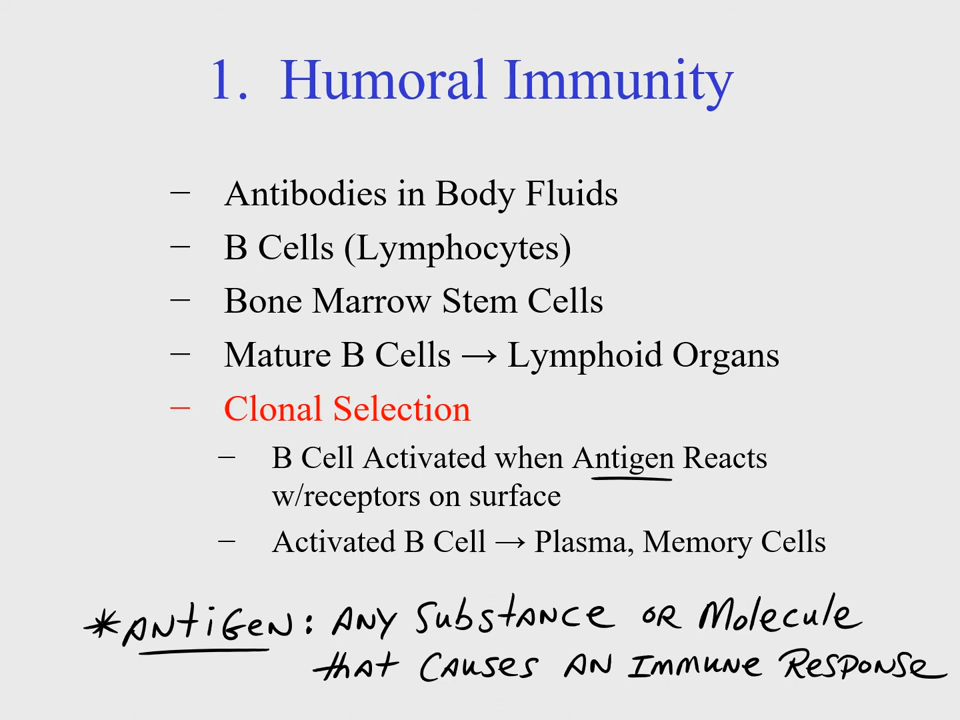 1. Humoral Immunity
– Antibodies in Body Fluids
– B Cells (Lymphocytes)
– Bone Marrow Stem Cells
– Mature B Cells → Lymphoid Organs
– Clonal Selection
– B Cell Activated when Antigen Reacts
w/receptors on surface
– Activated B Cell → Plasma, Memory Cells
*ANtiGeN: ANY SubstANce OR Molecule
that CAUSES AN IMMUNE RESPONSE